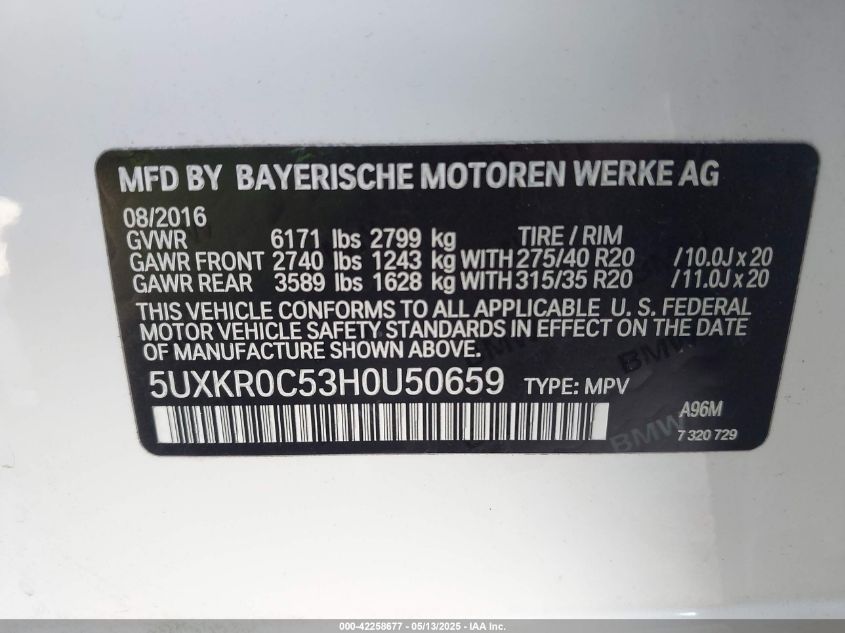 MFD BY BAYERISCHE MOTOREN WERKE AG
08/2016
GVWR 6171 lbs 2799 kg TIRE / RIM
GAWR FRONT 2740 lbs 1243 kg WITH 275/40 R20 / 10.0J x 20
GAWR REAR 3589 lbs 1628 kg WITH 315/35 R20 / 11.0J x 20
THIS VEHICLE CONFORMS TO ALL APPLICABLE U. S. FEDERAL
MOTOR VEHICLE SAFETY STANDARDS IN EFFECT ON THE DATE
OF MANUFACTURE SHOWN ABOVE.
5UXKR0C53H0U50659 TYPE: MPV
A96M
7 320 729
BMW
BMW
000-42258677 - 05/13/2025 - IAA Inc.